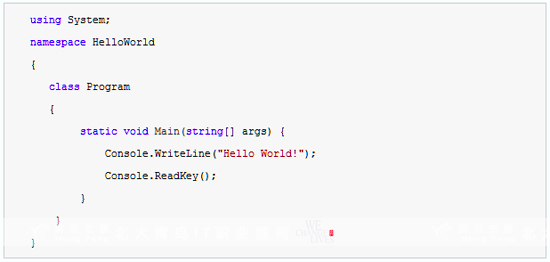 using System;
namespace HelloWorld
{
class Program
{
static void Main(string[] args) {
Console.WriteLine("Hello World!");
Console.ReadKey();
}
}
}